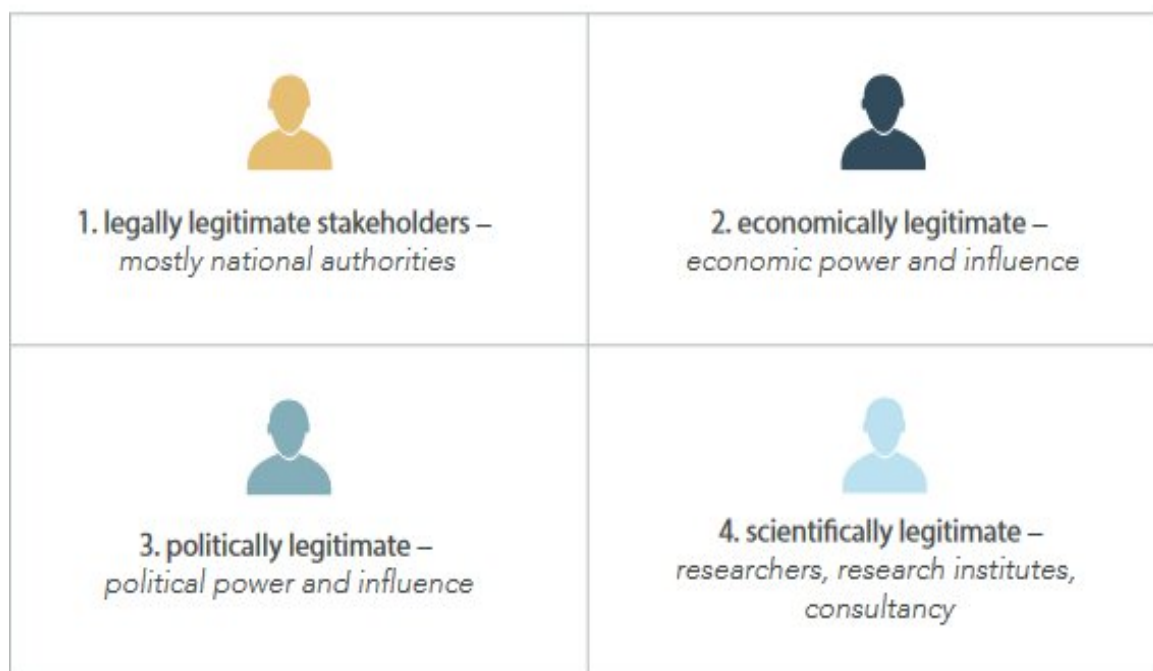 1. legally legitimate stakeholders –
mostly national authorities
2. economically legitimate –
economic power and influence
3. politically legitimate –
political power and influence
4. scientifically legitimate –
researchers, research institutes,
consultancy